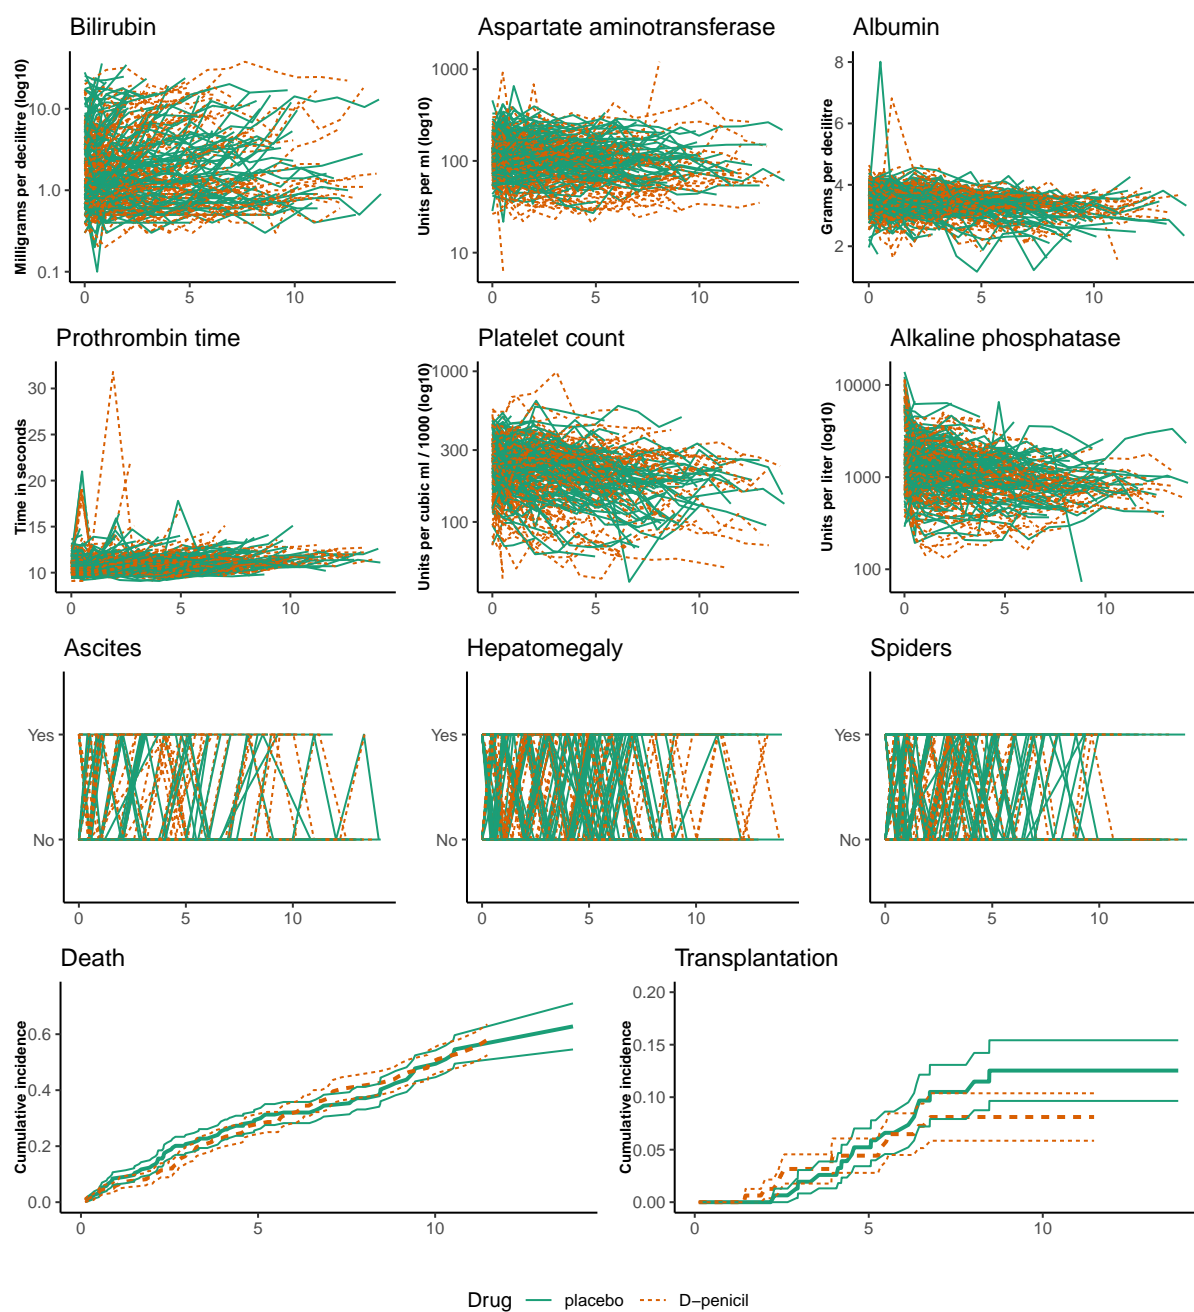 Bilirubin
Aspartate aminotransferase
Albumin
Milligrams per decilitre (log10)
10.0
1.0
0.1
0 5 10
Units per ml (log10)
1000
100
10
0 5 10
Grams per decilitre
8
6
4
2
0 5 10
Prothrombin time
Platelet count
Alkaline phosphatase
Time in seconds
30
25
20
15
10
0 5 10
Units per cubic ml / 1000 (log10)
1000
300
100
0 5 10
Units per liter (log10)
10000
1000
100
0 5 10
Ascites
Hepatomegaly
Spiders
Yes
No
0 5 10
Yes
No
0 5 10
Yes
No
0 5 10
Death
Transplantation
Cumulative incidence
0.6
0.4
0.2
0.0
0 5 10
Cumulative incidence
0.20
0.15
0.10
0.05
0.00
0 5 10
Drug placebo D−penicil